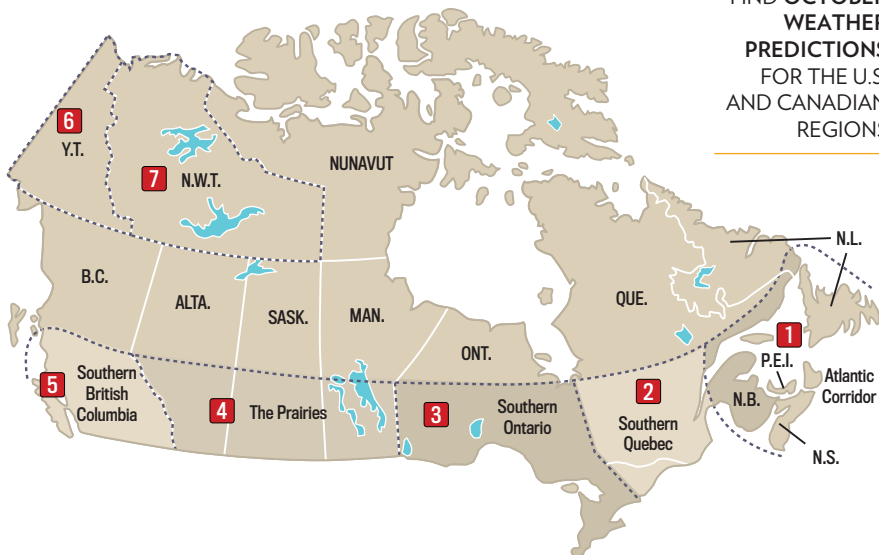 FIND OCTOBER
WEATHER
PREDICTIONS
FOR THE U.S.
AND CANADIAN
REGIONS
6
Y.T.
7
N.W.T.
NUNAVUT
N.L.
B.C.
ALTA.
SASK.
MAN.
ONT.
QUE.
1
P.E.I.
Atlantic
Corridor
N.B.
N.S.
5
Southern
British
Columbia
4
The Prairies
3
Southern
Ontario
2
Southern
Quebec